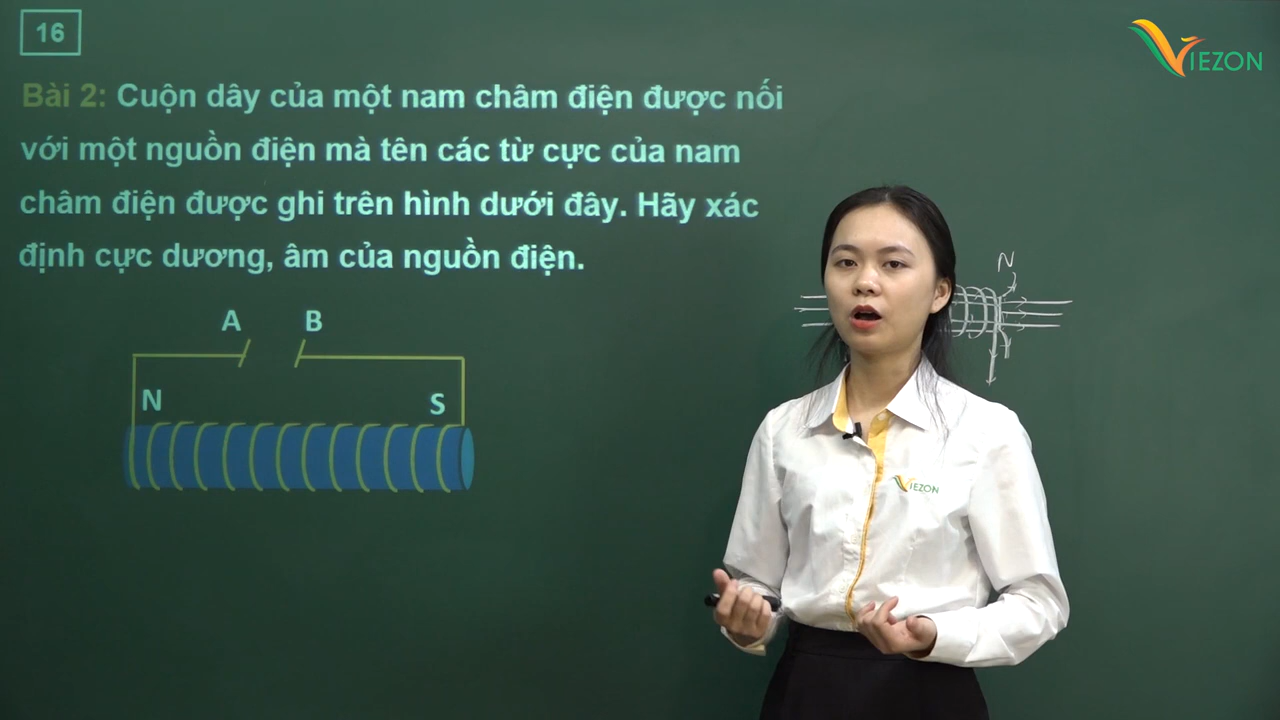 16
VIEZON
Bài 2: Cuộn dây của một nam châm điện được nối
với một nguồn điện mà tên các từ cực của nam
châm điện được ghi trên hình dưới đây. Hãy xác
định cực dương, âm của nguồn điện.
N
A B
N S
VIEZON